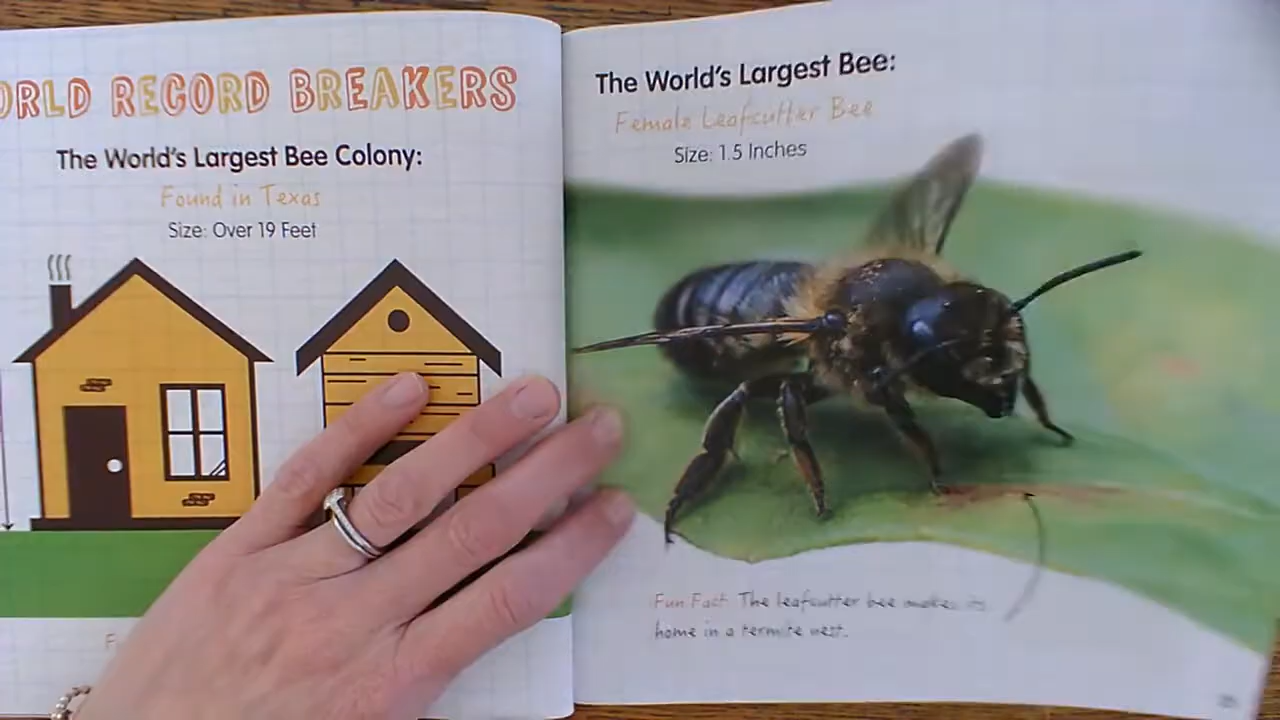 WORLD RECORD BREAKERS
The World's Largest Bee Colony:
Found in Texas
Size: Over 19 Feet
The World's Largest Bee:
Female Leafcutter Bee
Size: 1.5 Inches
Fun Fact: The leafcutter bee makes its
home in a termite nest.